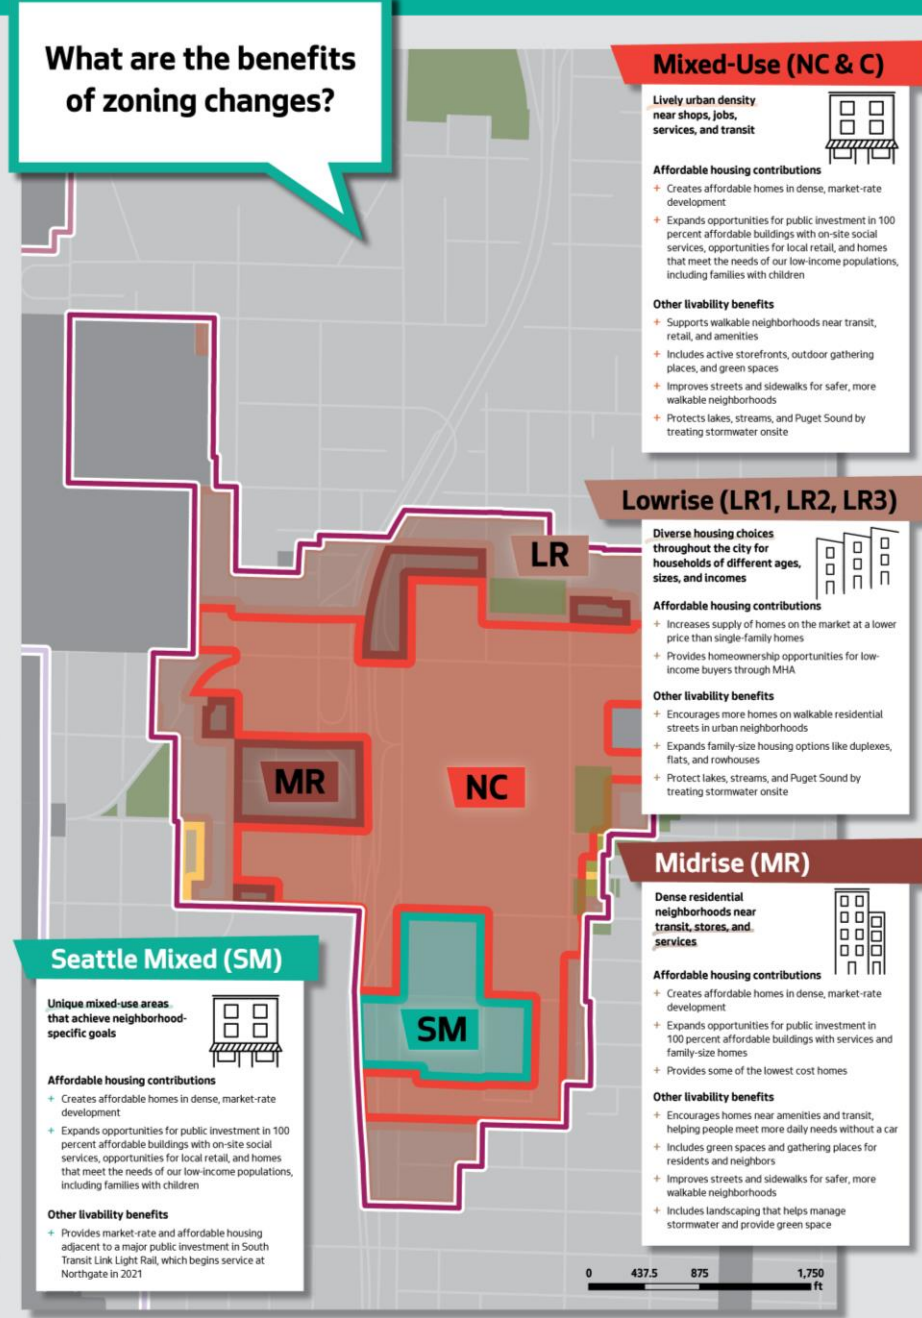 What are the benefits
of zoning changes?
Mixed-Use (NC & C)
Lively urban density
near shops, jobs,
services, and transit
Affordable housing contributions
+ Creates affordable homes in dense, market-rate
development
+ Expands opportunities for public investment in 100
percent affordable buildings with on-site social
services, opportunities for local retail, and homes
that meet the needs of our low-income populations,
including families with children
Other livability benefits
+ Supports walkable neighborhoods near transit,
retail, and amenities
+ Includes active storefronts, outdoor gathering
places, and green spaces
+ Improves streets and sidewalks for safer, more
walkable neighborhoods
+ Protects lakes, streams, and Puget Sound by
treating stormwater onsite
Lowrise (LR1, LR2, LR3)
Diverse housing choices
throughout the city for
households of different ages,
sizes, and incomes
Affordable housing contributions
+ Increases supply of homes on the market at a lower
price than single-family homes
+ Provides homeownership opportunities for low-
income buyers through MHA
Other livability benefits
+ Encourages more homes on walkable residential
streets in urban neighborhoods
+ Expands family-size housing options like duplexes,
flats, and rowhouses
+ Protect lakes, streams, and Puget Sound by
treating stormwater onsite
LR
MR
NC
SM
Midrise (MR)
Dense residential
neighborhoods near
transit, stores, and
services
Affordable housing contributions
+ Creates affordable homes in dense, market-rate
development
+ Expands opportunities for public investment in
100 percent affordable buildings with services and
family-size homes
+ Provides some of the lowest cost homes
Other livability benefits
+ Encourages homes near amenities and transit,
helping people meet more daily needs without a car
+ Includes green spaces and gathering places for
residents and neighbors
+ Improves streets and sidewalks for safer, more
walkable neighborhoods
+ Includes landscaping that helps manage
stormwater and provide green space
Seattle Mixed (SM)
Unique mixed-use areas
that achieve neighborhood-
specific goals
Affordable housing contributions
+ Creates affordable homes in dense, market-rate
development
+ Expands opportunities for public investment in 100
percent affordable buildings with on-site social
services, opportunities for local retail, and homes
that meet the needs of our low-income populations,
including families with children
Other livability benefits
+ Provides market-rate and affordable housing
adjacent to a major public investment in South
Transit Link Light Rail, which begins service at
Northgate in 2021
0 437.5 875 1,750
ft